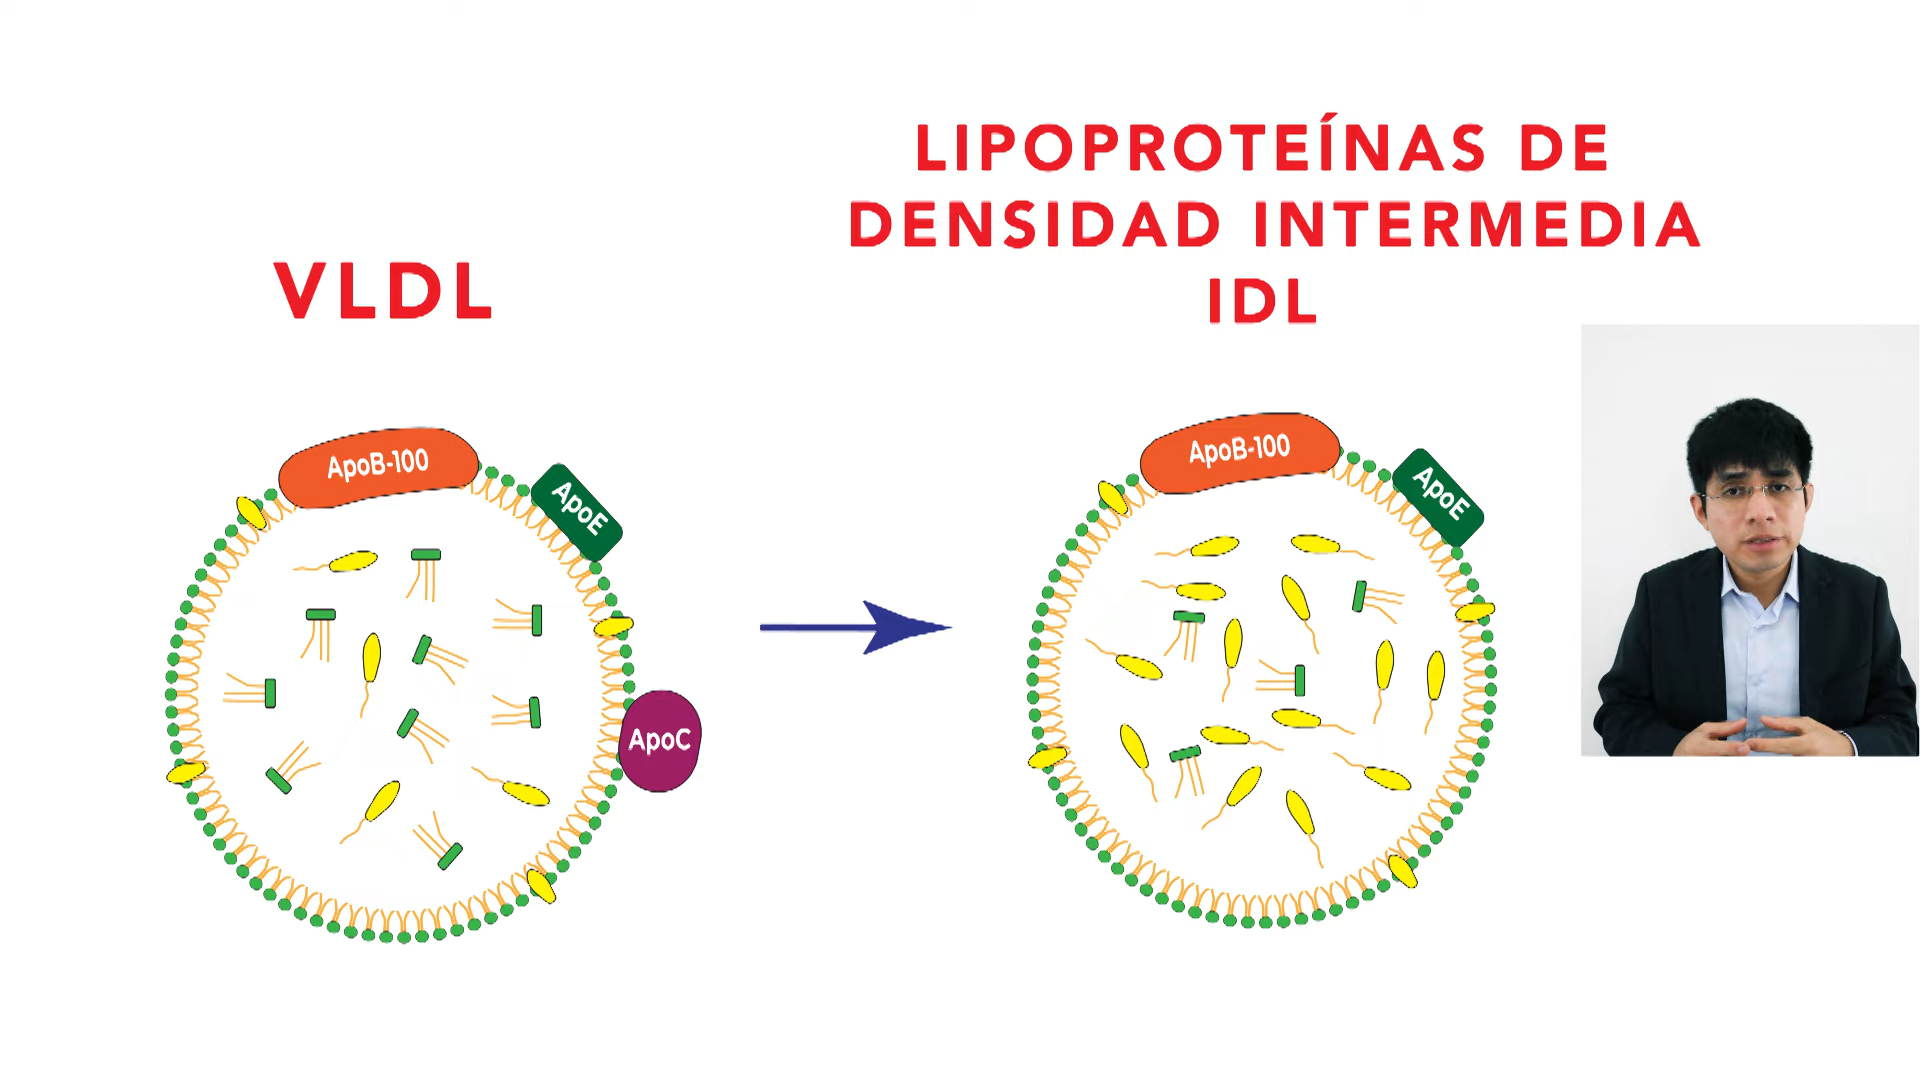 VLDL
LIPOPROTEÍNAS DE
DENSIDAD INTERMEDIA
IDL
ApoB-100
ApoE
ApoC
ApoB-100
ApoE